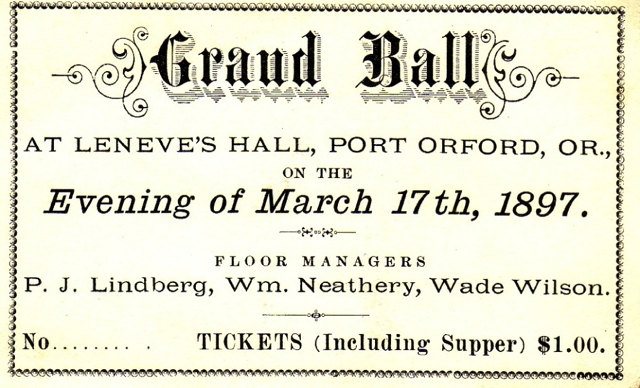 Grand Ball
AT LENEVE'S HALL, PORT ORFORD, OR.,
ON THE
Evening of March 17th, 1897.
FLOOR MANAGERS
P. J. Lindberg, Wm. Neathery, Wade Wilson.
No........ . TICKETS (Including Supper) $1.00.